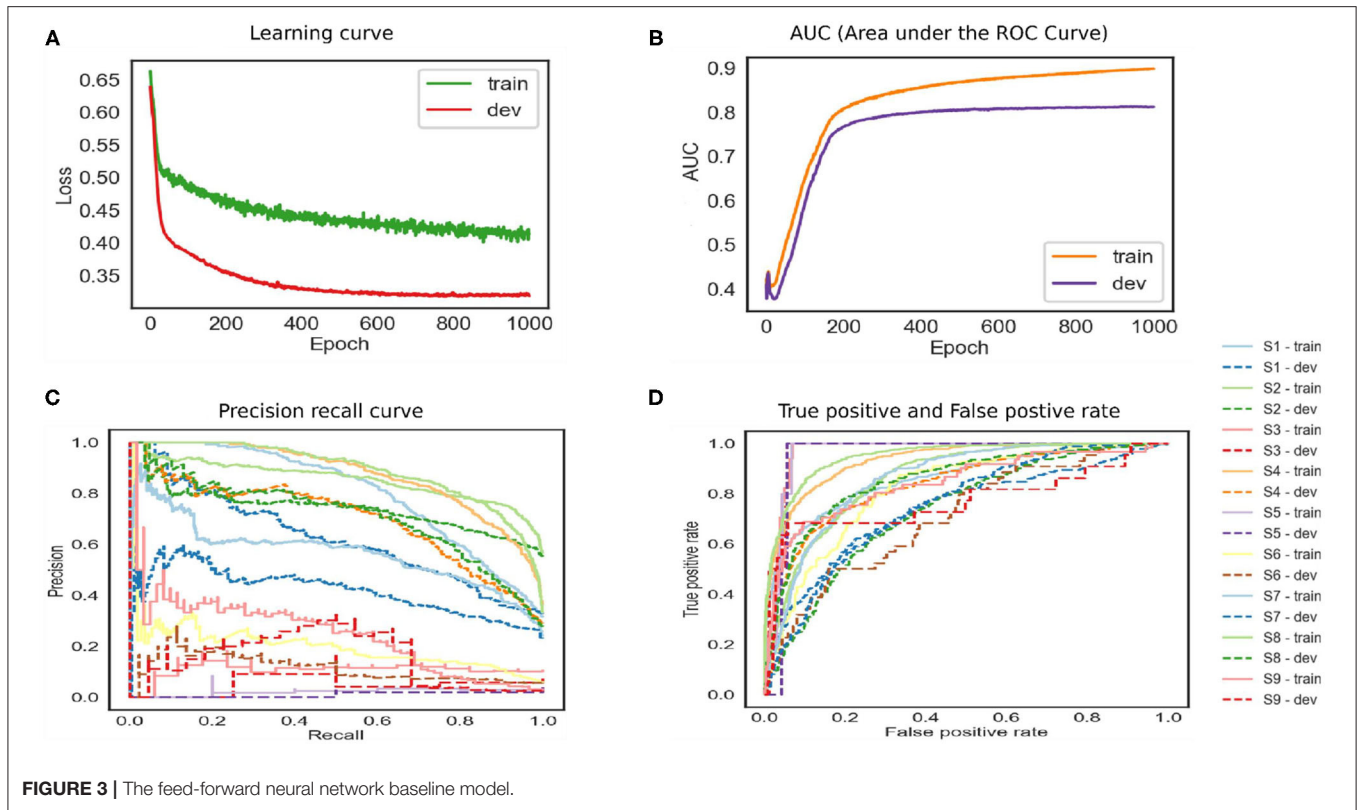 A
Learning curve
0.65
0.60
0.55
0.50
0.45
0.40
0.35
Loss
train
dev
0 200 400 600 800 1000
Epoch
B
AUC (Area under the ROC Curve)
0.9
0.8
0.7
0.6
0.5
0.4
AUC
train
dev
0 200 400 600 800 1000
Epoch
C
Precision recall curve
1.0
0.8
0.6
0.4
0.2
0.0
Precision
0.0 0.2 0.4 0.6 0.8 1.0
Recall
D
True positive and False postive rate
1.0
0.8
0.6
0.4
0.2
0.0
True positive rate
0.0 0.2 0.4 0.6 0.8 1.0
False positive rate
S1 - train
S1 - dev
S2 - train
S2 - dev
S3 - train
S3 - dev
S4 - train
S4 - dev
S5 - train
S5 - dev
S6 - train
S6 - dev
S7 - train
S7 - dev
S8 - train
S8 - dev
S9 - train
S9 - dev
FIGURE 3 | The feed-forward neural network baseline model.